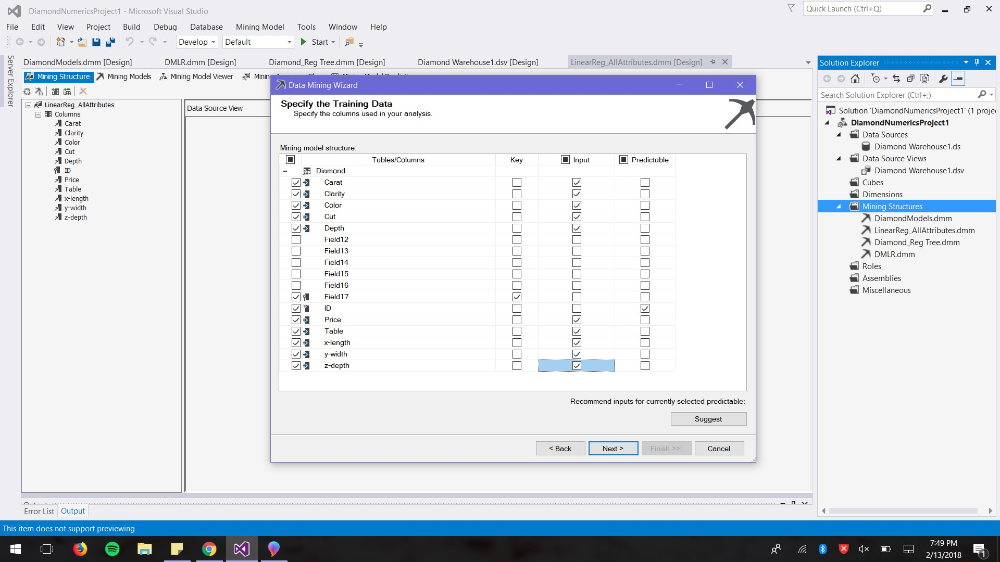 DiamondNumericsProject1 - Microsoft Visual Studio
Quick Launch (Ctrl+Q)
File Edit View Project Build Debug Database Mining Model Tools Window Help
Develop Default Start
Server Explorer
DiamondModels.dmm [Design] DMLR.dmm [Design] Diamond_Reg Tree.dmm [Design] Diamond Warehouse1.dsv [Design] LinearReg_AllAttributes.dmm [Design]
Mining Structure Mining Models Mining Model Viewer
LinearReg_AllAttributes
Columns
Carat
Clarity
Color
Cut
Depth
ID
Price
Table
x-length
y-width
z-depth
Data Source View
Data Mining Wizard
Specify the Training Data
Specify the columns used in your analysis.
Mining model structure:
Tables/Columns Key Input Predictable
Diamond
Carat
Clarity
Color
Cut
Depth
Field12
Field13
Field14
Field15
Field16
Field17
ID
Price
Table
x-length
y-width
z-depth
Recommend inputs for currently selected predictable:
Suggest
< Back Next > Finish >>| Cancel
Solution Explorer
Search Solution Explorer (Ctrl+;)
Solution 'DiamondNumericsProject1' (1 proje
DiamondNumericsProject1
Data Sources
Diamond Warehouse1.ds
Data Source Views
Diamond Warehouse1.dsv
Cubes
Dimensions
Mining Structures
DiamondModels.dmm
LinearReg_AllAttributes.dmm
Diamond_Reg Tree.dmm
DMLR.dmm
Roles
Assemblies
Miscellaneous
Output
Error List Output
This item does not support previewing
7:49 PM
2/13/2018
1